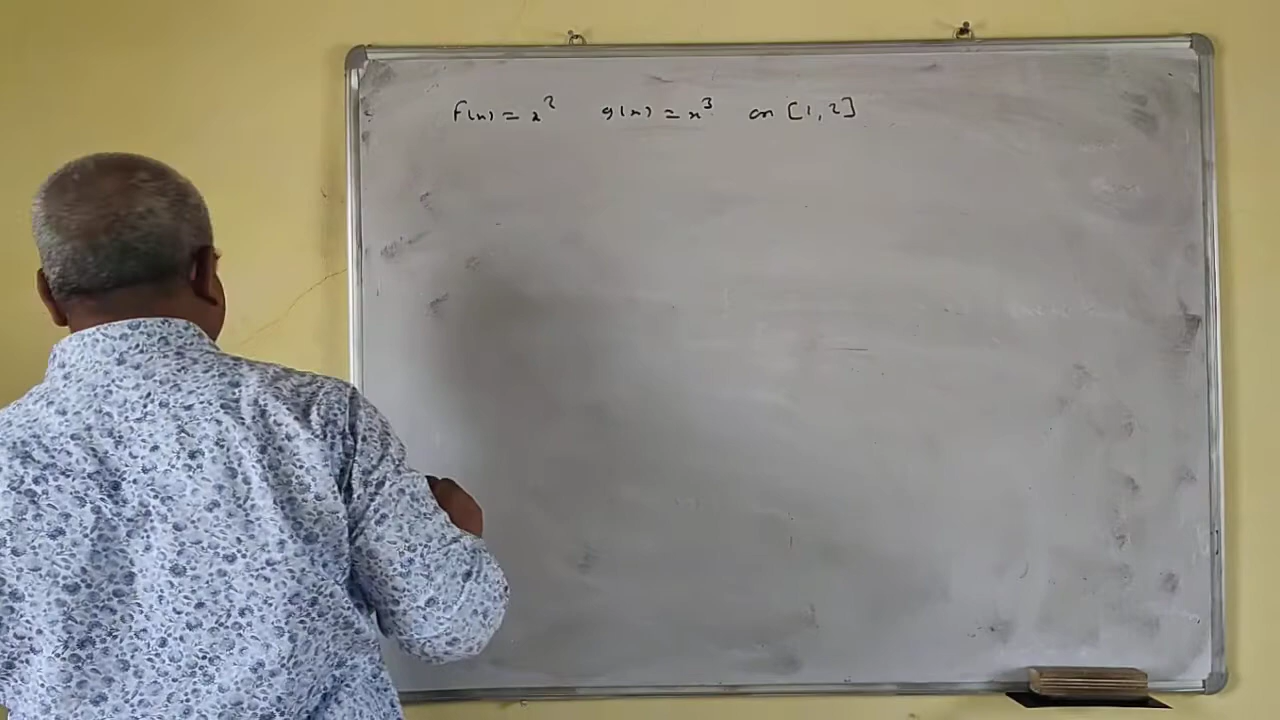 f(x) = x² g(x) = x³ on [1, 2]